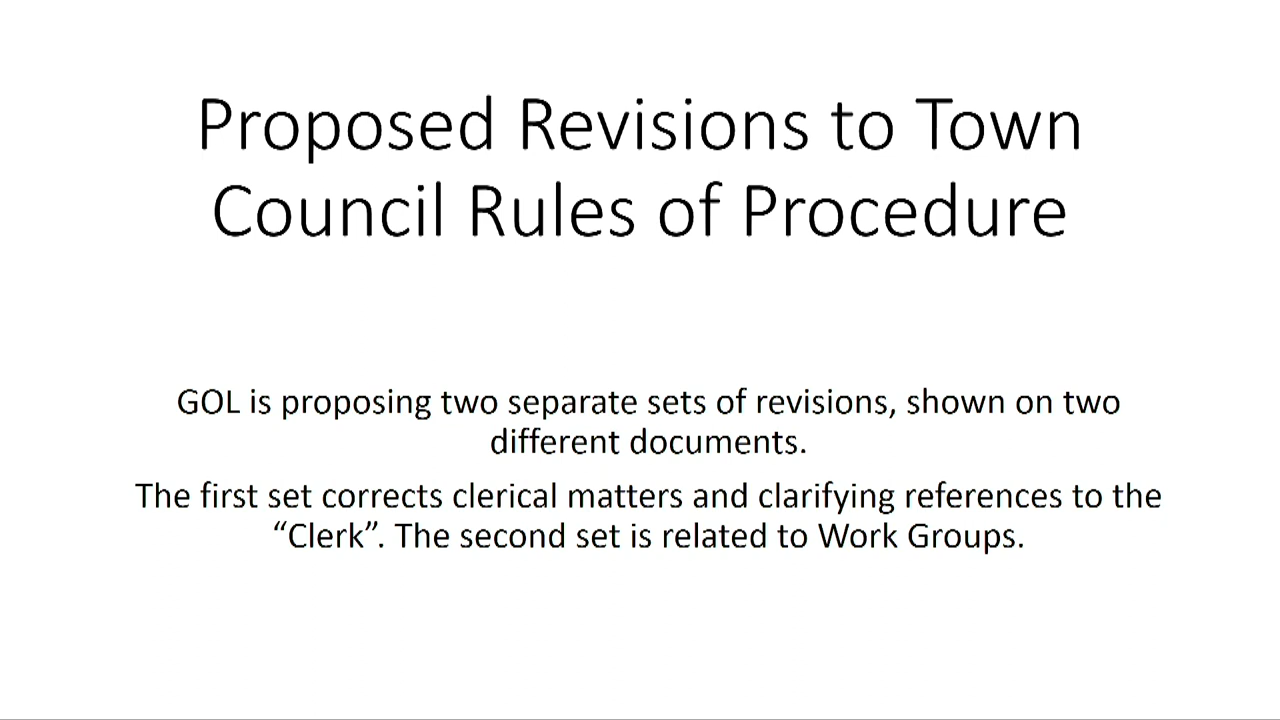 Proposed Revisions to Town
Council Rules of Procedure
GOL is proposing two separate sets of revisions, shown on two
different documents.
The first set corrects clerical matters and clarifying references to the
“Clerk”. The second set is related to Work Groups.